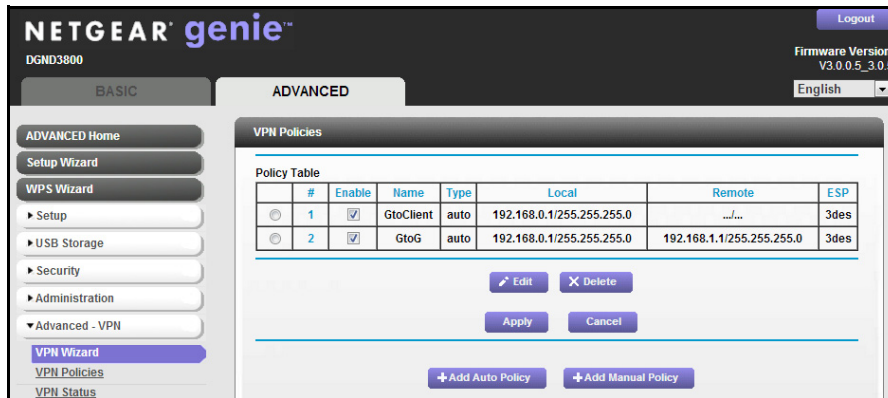 NETGEAR® genie™
Logout
DGND3800
Firmware Version
V3.0.0.5_3.0.
BASIC
ADVANCED
English
ADVANCED Home
Setup Wizard
WPS Wizard
Setup
USB Storage
Security
Administration
Advanced - VPN
VPN Wizard
VPN Policies
VPN Status
VPN Policies
Policy Table
# Enable Name Type Local Remote ESP
1 GtoClient auto 192.168.0.1/255.255.255.0 .../... 3des
2 GtoG auto 192.168.0.1/255.255.255.0 192.168.1.1/255.255.255.0 3des
Edit Delete
Apply Cancel
Add Auto Policy Add Manual Policy